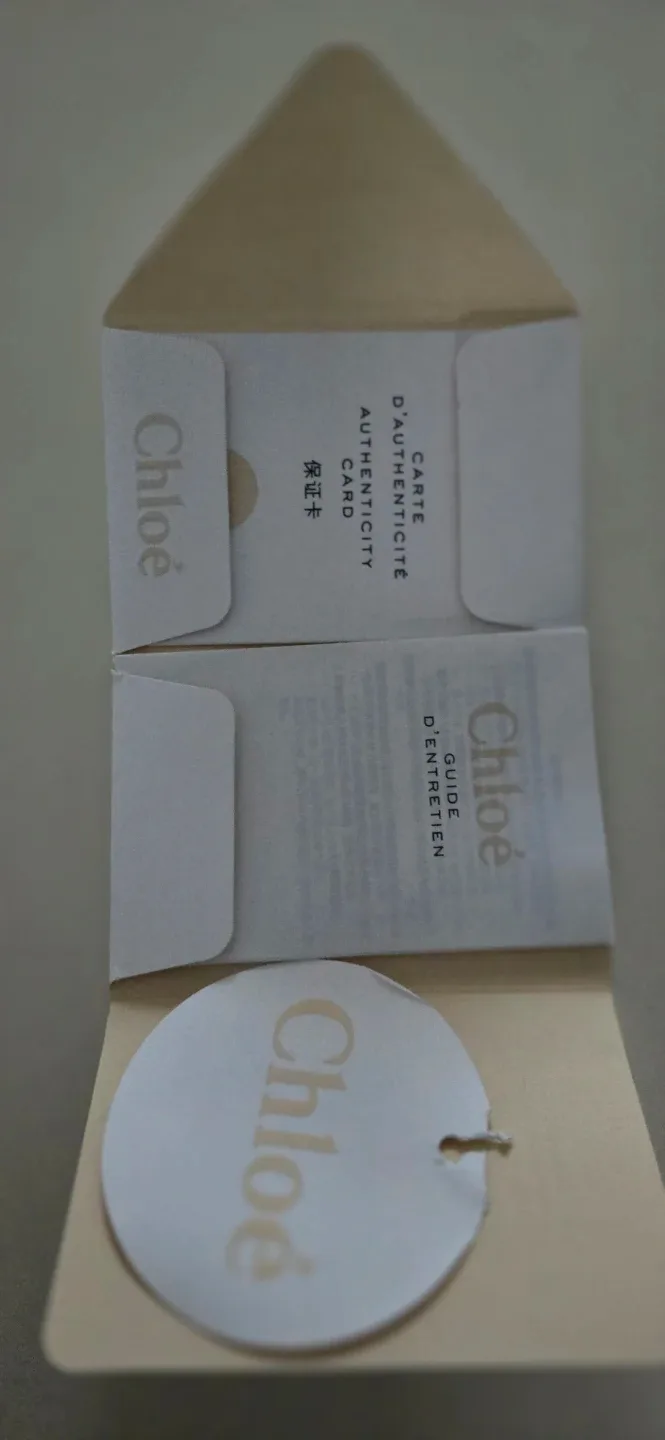 CARTE
D'AUTHENTICITÉ
AUTHENTICITY
CARD
保证卡
Chloé
Chloé
GUIDE
D'ENTRETIEN
Chloé